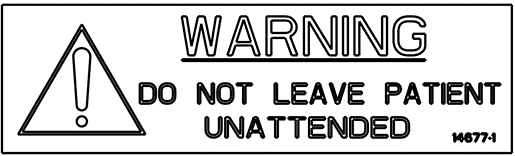 WARNING
DO NOT LEAVE PATIENT
UNATTENDED
14677-1